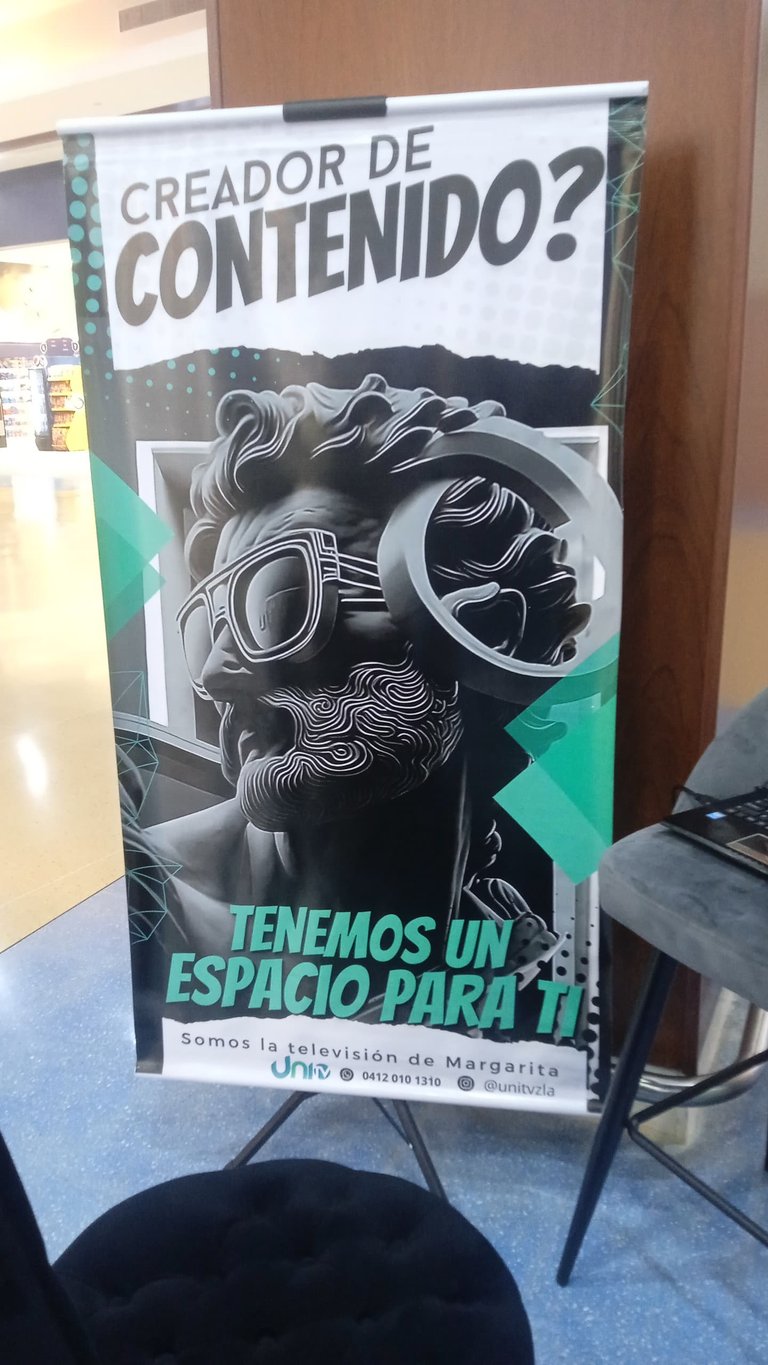 CREADOR DE
CONTENIDO?
TENEMOS UN
ESPACIO PARA TI
Somos la televisión de Margarita
UNITV 0412 010 1310 @unitvzla